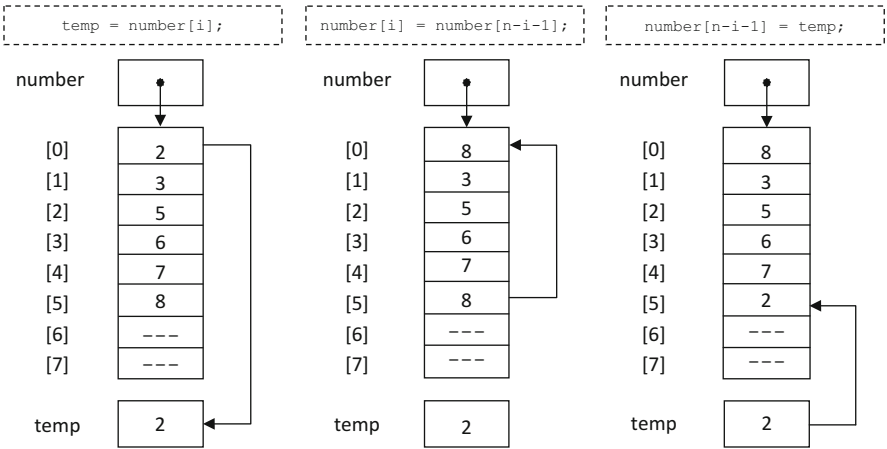 temp = number[i]; number[i] = number[n-i-1]; number[n-i-1] = temp;
number number number
[0] 2 [0] 8 [0] 8
[1] 3 [1] 3 [1] 3
[2] 5 [2] 5 [2] 5
[3] 6 [3] 6 [3] 6
[4] 7 [4] 7 [4] 7
[5] 8 [5] 8 [5] 2
[6] --- [6] --- [6] ---
[7] --- [7] --- [7] ---
temp 2 temp 2 temp 2